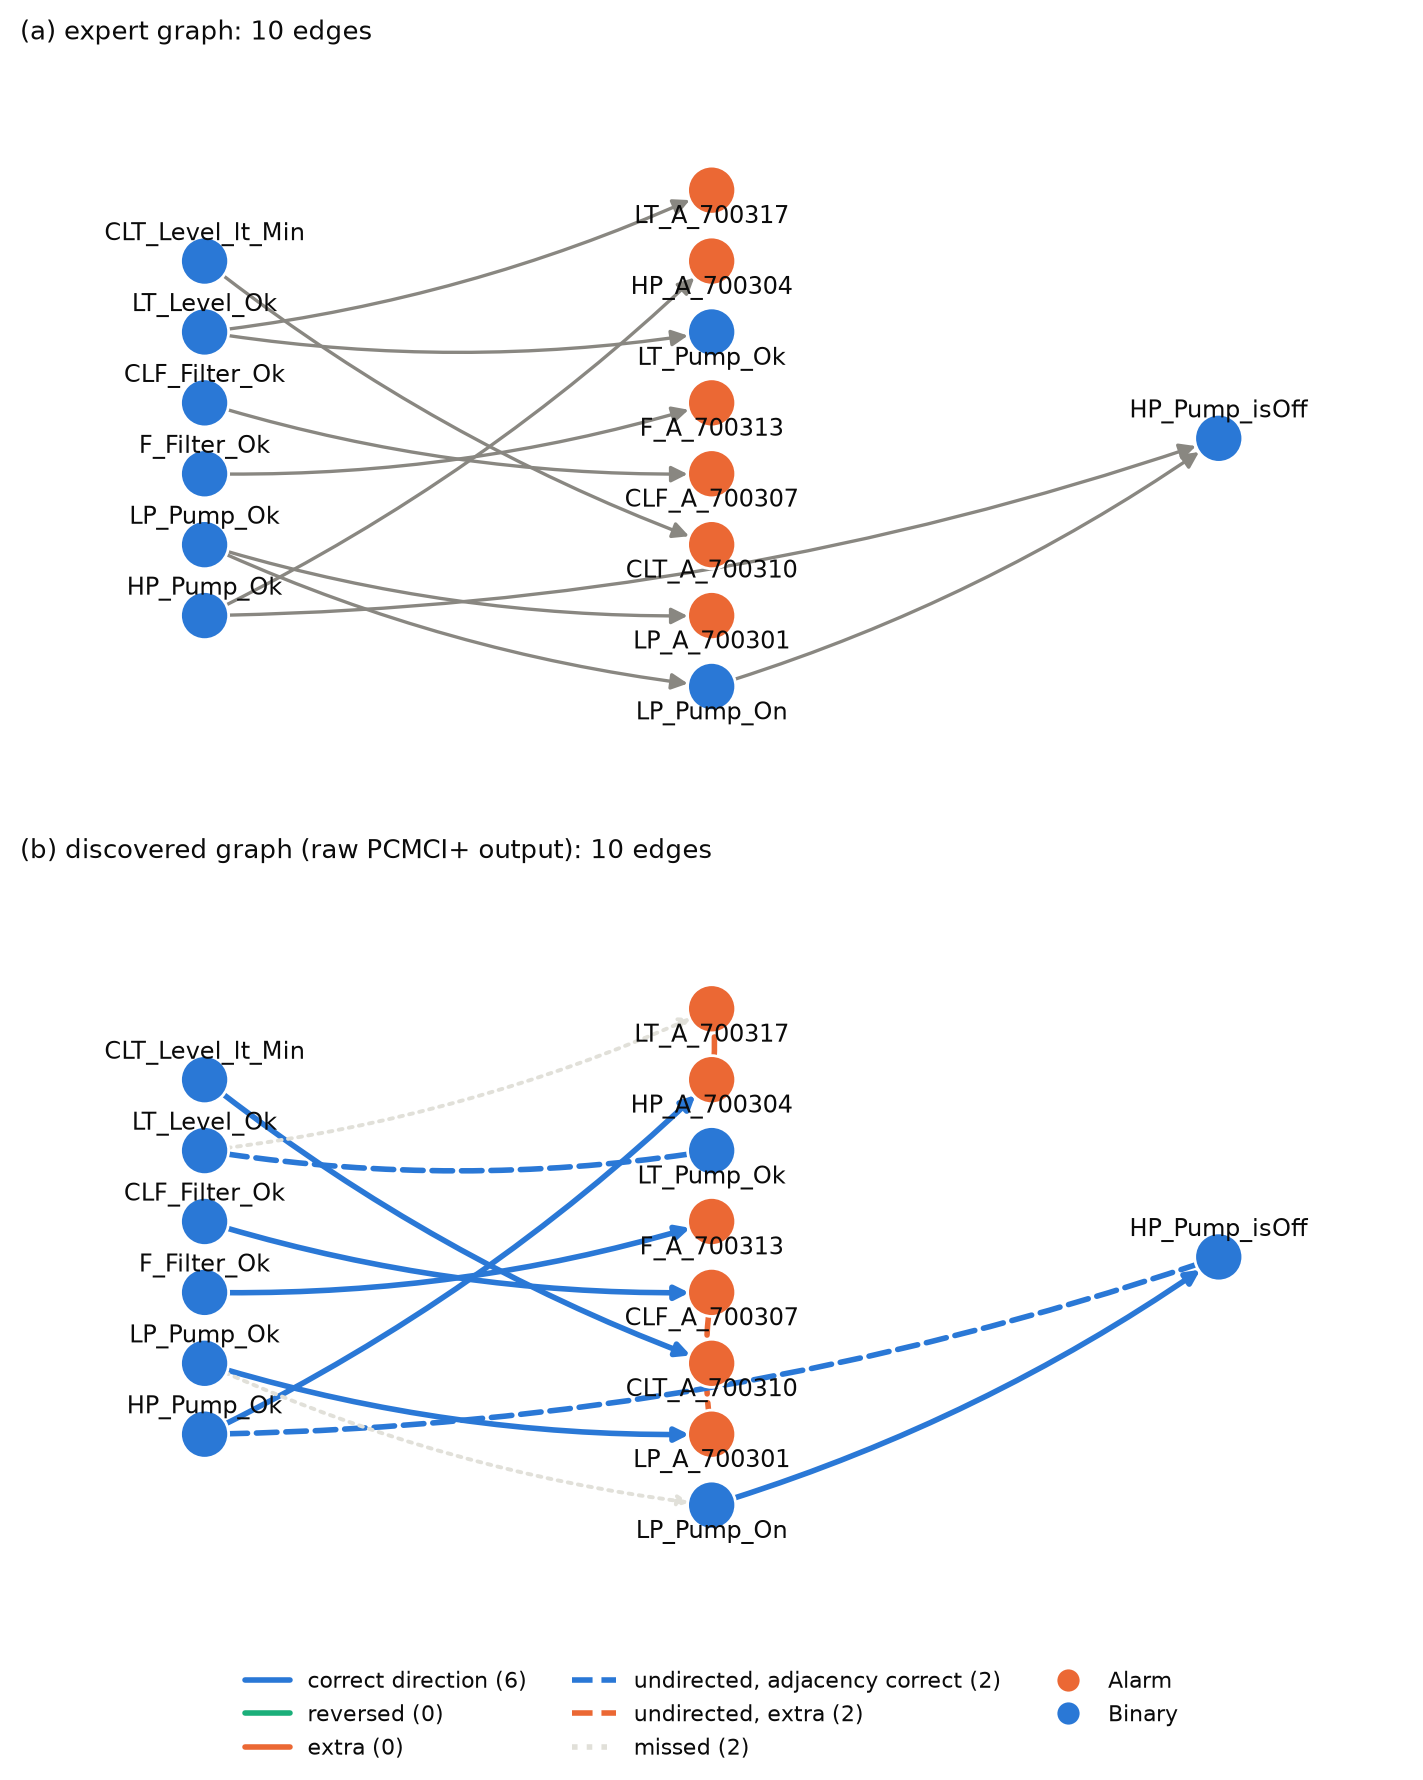 (a) expert graph: 10 edges
LT_A_700317
CLT_Level_lt_Min
HP_A_700304
LT_Level_Ok
LT_Pump_Ok
CLF_Filter_Ok
HP_Pump_isOff
F_A_700313
F_Filter_Ok
CLF_A_700307
LP_Pump_Ok
CLT_A_700310
HP_Pump_Ok
LP_A_700301
LP_Pump_On
(b) discovered graph (raw PCMCI+ output): 10 edges
LT_A_700317
CLT_Level_lt_Min
HP_A_700304
LT_Level_Ok
LT_Pump_Ok
CLF_Filter_Ok
HP_Pump_isOff
F_A_700313
F_Filter_Ok
CLF_A_700307
LP_Pump_Ok
CLT_A_700310
HP_Pump_Ok
LP_A_700301
LP_Pump_On
correct direction (6)
reversed (0)
extra (0)
undirected, adjacency correct (2)
undirected, extra (2)
missed (2)
Alarm
Binary